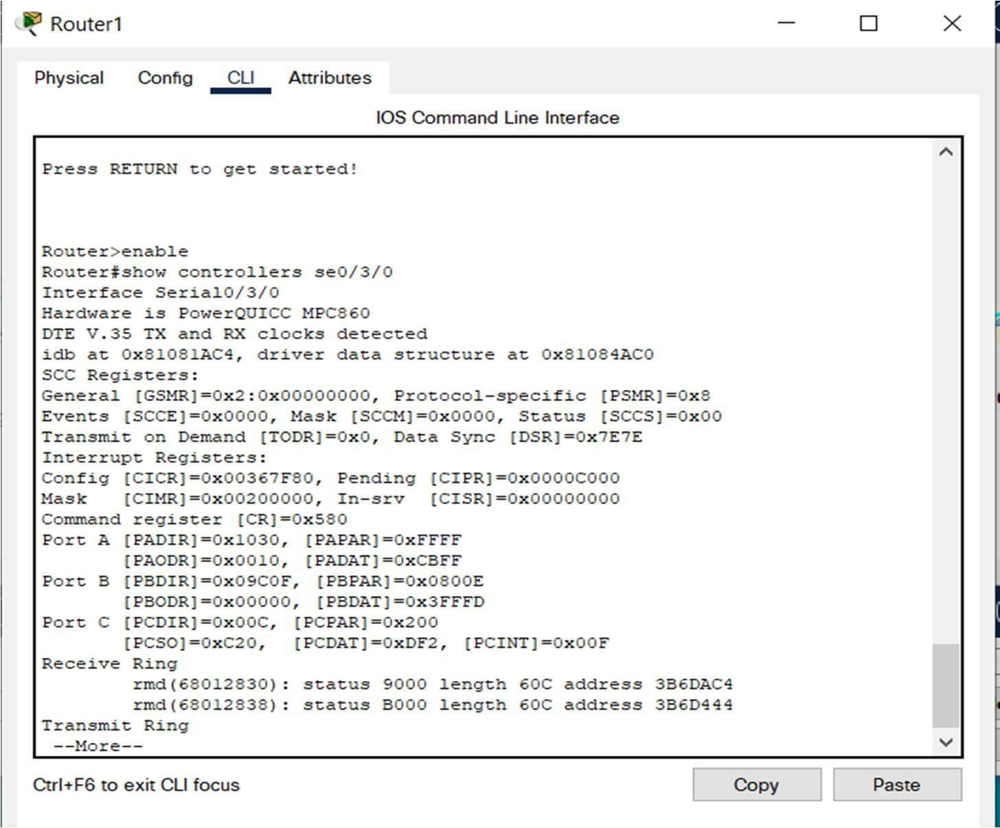 Router1
Physical Config CLI Attributes
IOS Command Line Interface
Press RETURN to get started!
Router>enable
Router#show controllers se0/3/0
Interface Serial0/3/0
Hardware is PowerQUICC MPC860
DTE V.35 TX and RX clocks detected
idb at 0x81081AC4, driver data structure at 0x81084AC0
SCC Registers:
General [GSMR]=0x2:0x00000000, Protocol-specific [PSMR]=0x8
Events [SCCE]=0x0000, Mask [SCCM]=0x0000, Status [SCCS]=0x00
Transmit on Demand [TODR]=0x0, Data Sync [DSR]=0x7E7E
Interrupt Registers:
Config [CICR]=0x00367F80, Pending [CIPR]=0x0000C000
Mask   [CIMR]=0x00200000, In-srv  [CISR]=0x00000000
Command register [CR]=0x580
Port A [PADIR]=0x1030, [PAPAR]=0xFFFF
       [PAODR]=0x0010, [PADAT]=0xCBFF
Port B [PBDIR]=0x09C0F, [PBPAR]=0x0800E
       [PBODR]=0x00000, [PBDAT]=0x3FFFD
Port C [PCDIR]=0x00C, [PCPAR]=0x200
       [PCSO]=0xC20,  [PCDAT]=0xDF2, [PCINT]=0x00F
Receive Ring
        rmd(68012830): status 9000 length 60C address 3B6DAC4
        rmd(68012838): status B000 length 60C address 3B6D444
Transmit Ring
 --More--
Ctrl+F6 to exit CLI focus Copy Paste